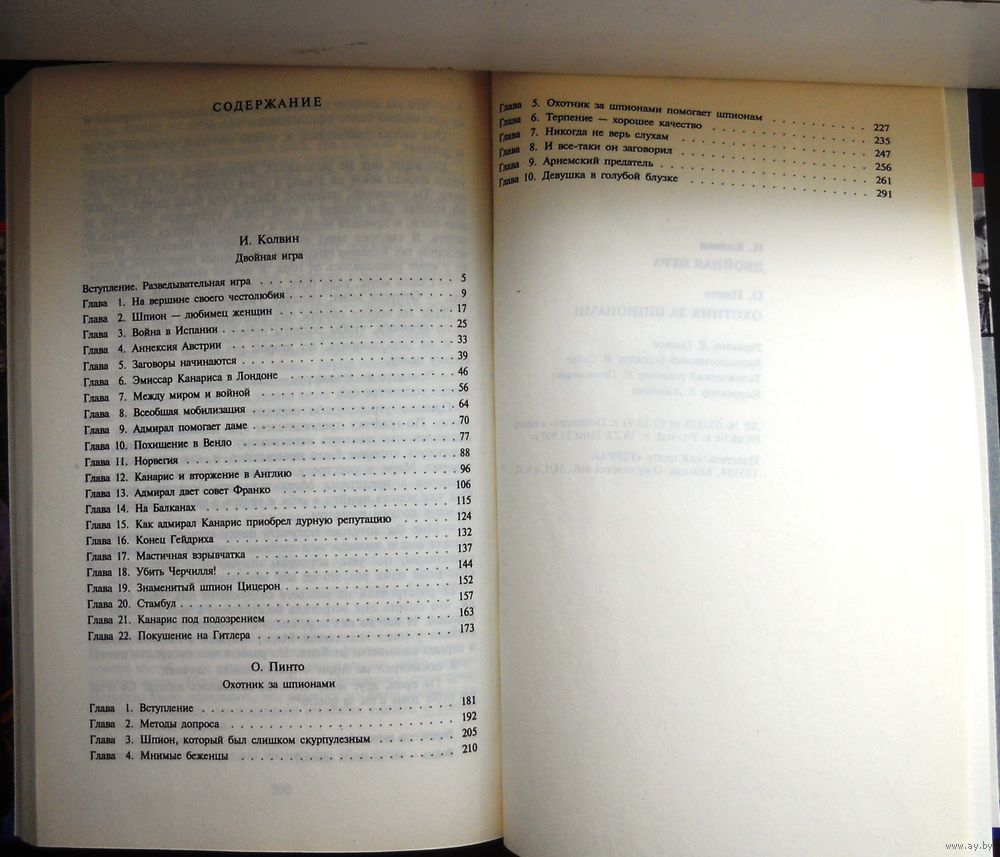 СОДЕРЖАНИЕ
И. Колвин
Двойная игра
Вступление. Разведывательная игра . . . . . 5
Глава 1. На вершине своего честолюбия . . . . . 9
Глава 2. Шпион — любимец женщин . . . . . 17
Глава 3. Война в Испании . . . . . 25
Глава 4. Аннексия Австрии . . . . . 33
Глава 5. Заговоры начинаются . . . . . 39
Глава 6. Эмиссар Канариса в Лондоне . . . . . 46
Глава 7. Между миром и войной . . . . . 56
Глава 8. Всеобщая мобилизация . . . . . 64
Глава 9. Адмирал помогает даме . . . . . 70
Глава 10. Похищение в Венло . . . . . 77
Глава 11. Норвегия . . . . . 88
Глава 12. Канарис и вторжение в Англию . . . . . 96
Глава 13. Адмирал дает совет Франко . . . . . 106
Глава 14. На Балканах . . . . . 115
Глава 15. Как адмирал Канарис приобрел дурную репутацию . . . . . 124
Глава 16. Конец Гейдриха . . . . . 132
Глава 17. Мастичная взрывчатка . . . . . 137
Глава 18. Убить Черчилля! . . . . . 144
Глава 19. Знаменитый шпион Цицерон . . . . . 152
Глава 20. Стамбул . . . . . 157
Глава 21. Канарис под подозрением . . . . . 163
Глава 22. Покушение на Гитлера . . . . . 173
О. Пинто
Охотник за шпионами
Глава 1. Вступление . . . . . 181
Глава 2. Методы допроса . . . . . 192
Глава 3. Шпион, который был слишком скурпулезным . . . . . 205
Глава 4. Мнимые беженцы . . . . . 210
Глава 5. Охотник за шпионами помогает шпионам . . . . . 227
Глава 6. Терпение — хорошее качество . . . . . 235
Глава 7. Никогда не верь слухам . . . . . 247
Глава 8. И все-таки он заговорил . . . . . 256
Глава 9. Арнемский предатель . . . . . 261
Глава 10. Девушка в голубой блузке . . . . . 291
www.ay.by